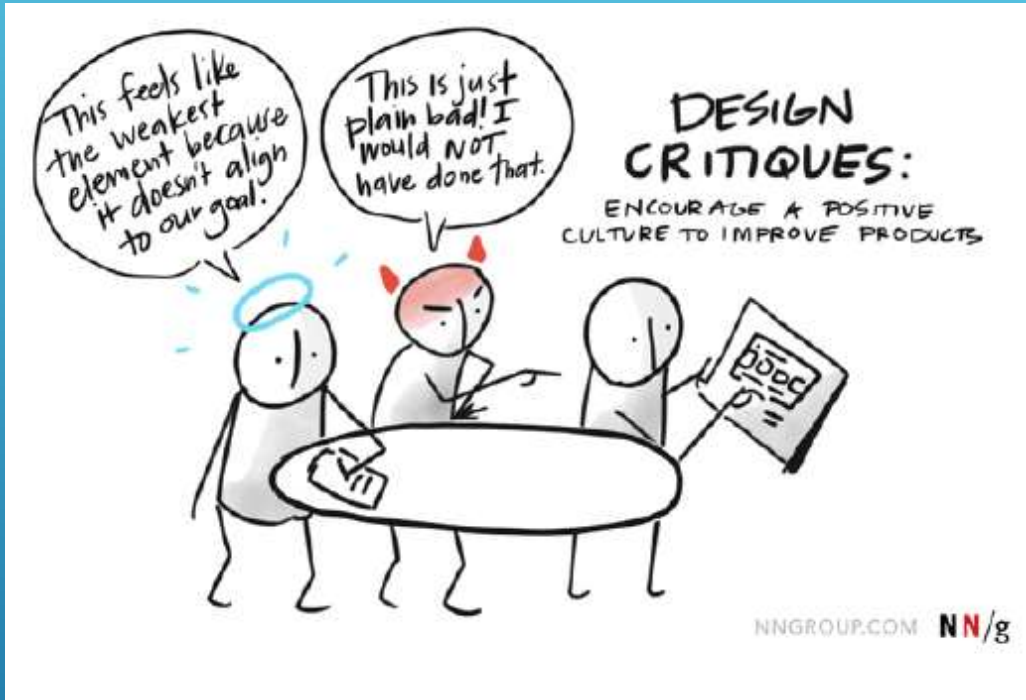 This feels like
the weakest
element because
it doesn't align
to our goal.
This is just
plain bad! I
would NOT
have done that.
DESIGN
CRITIQUES:
ENCOURAGE A POSITIVE
CULTURE TO IMPROVE PRODUCTS
NNGROUP.COM NN/g